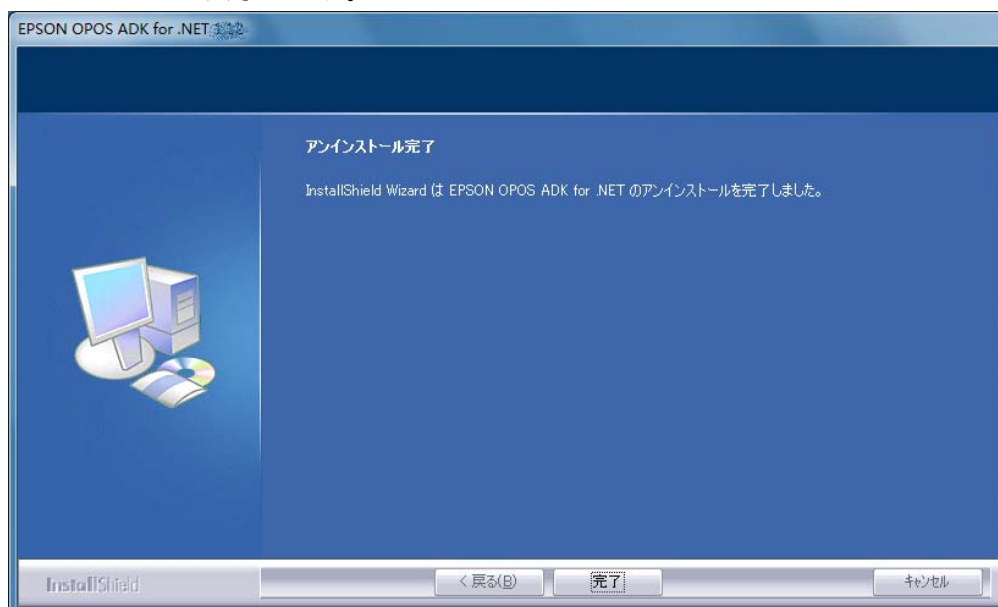 EPSON OPOS ADK for .NET
アンインストール完了
InstallShield Wizard は EPSON OPOS ADK for .NET のアンインストールを完了しました。
InstallShield
< 戻る(B)
完了
キャンセル